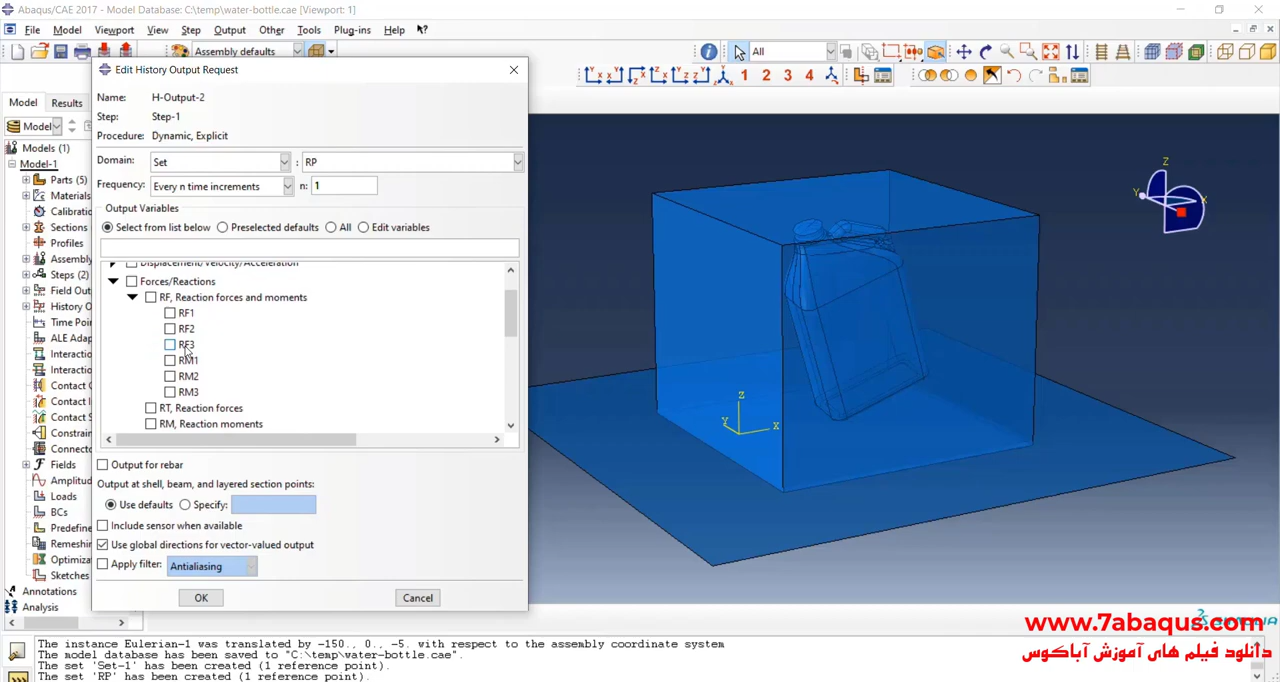 Abaqus/CAE 2017 - Model Database: C:\temp\water-bottle.cae [Viewport: 1]
File Model Viewport View Step Output Other Tools Plug-ins Help
Assembly defaults All
1 2 3 4
Edit History Output Request
Name: H-Output-2
Step: Step-1
Procedure: Dynamic, Explicit
Domain: Set : RP
Frequency: Every n time increments n: 1
Output Variables
Select from list below Preselected defaults All Edit variables
Displacement/Velocity/Acceleration
Forces/Reactions
RF, Reaction forces and moments
RF1
RF2
RF3
RM1
RM2
RM3
RT, Reaction forces
RM, Reaction moments
Output for rebar
Output at shell, beam, and layered section points:
Use defaults Specify:
Include sensor when available
Use global directions for vector-valued output
Apply filter: Antialiasing
OK Cancel
Model Results
Model
Models (1)
Model-1
Parts (5)
Materials
Calibrat
Sections
Profiles
Assembly
Steps (2)
Field Out
History O
Time Poi
ALE Adap
Interactio
Interactio
Contact
Contact I
Contact S
Constrain
Connecto
Fields
Amplitud
Loads
BCs
Predefine
Remeshi
Optimiza
Sketches
Annotations
Analysis
Z
Y X
Z
Y X
www.7abaqus.com
دانلود فیلم های آموزش آباکوس
The instance Eulerian-1 was translated by -150., 0., -5. with respect to the assembly coordinate system
The model database has been saved to "C:\temp\water-bottle.cae".
The set 'Set-1' has been created (1 reference point).
The set 'RP' has been created (1 reference point).